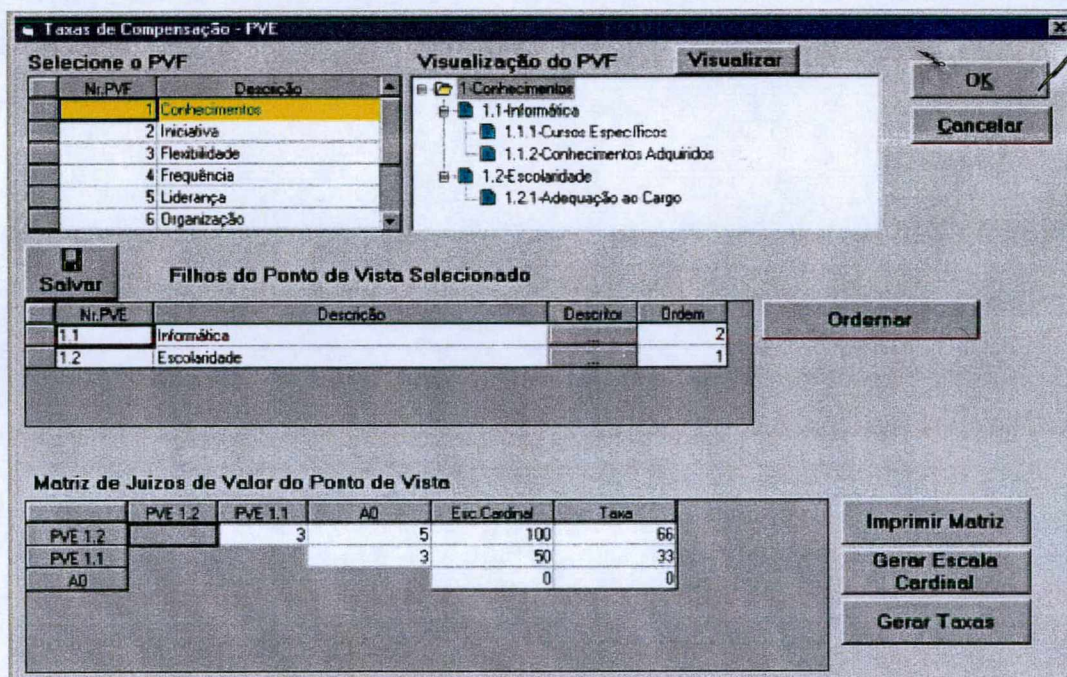 Taxas de Compensação - PVE
Selecione o PVF
Nr.PVF Descrição
1 Conhecimentos
2 Iniciativa
3 Flexibilidade
4 Frequência
5 Liderança
6 Organização
Visualização do PVF Visualizar
1-Conhecimentos
1.1-Informática
1.1.1-Cursos Específicos
1.1.2-Conhecimentos Adquiridos
1.2-Escolaridade
1.2.1-Adequação ao Cargo
OK
Cancelar
Salvar
Filhos do Ponto de Vista Selecionado
Nr.PVE Descrição Descritor Ordem
1.1 Informática ... 2
1.2 Escolaridade ... 1
Ordernar
Matriz de Juízos de Valor do Ponto de Vista
PVE 1.2 PVE 1.1 A0 Esc.Cardinal Taxa
PVE 1.2 3 5 100 66
PVE 1.1 3 50 33
A0 0 0
Imprimir Matriz
Gerar Escala
Cardinal
Gerar Taxas